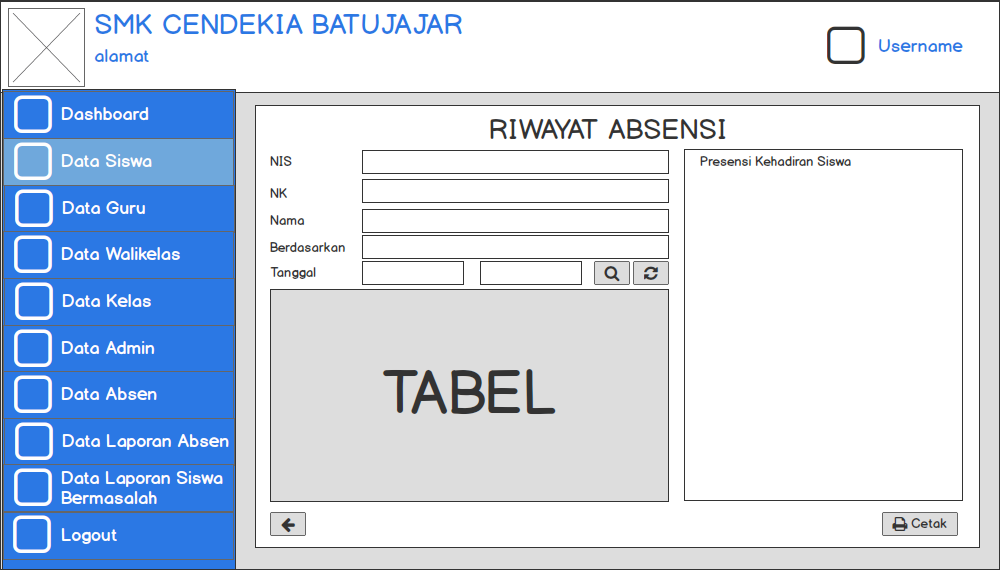 SMK CENDEKIA BATUJAJAR
alamat
Username
Dashboard
Data Siswa
Data Guru
Data Walikelas
Data Kelas
Data Admin
Data Absen
Data Laporan Absen
Data Laporan Siswa
Bermasalah
Logout
RIWAYAT ABSENSI
NIS
NK
Nama
Berdasarkan
Tanggal
TABEL
Presensi Kehadiran Siswa
Cetak